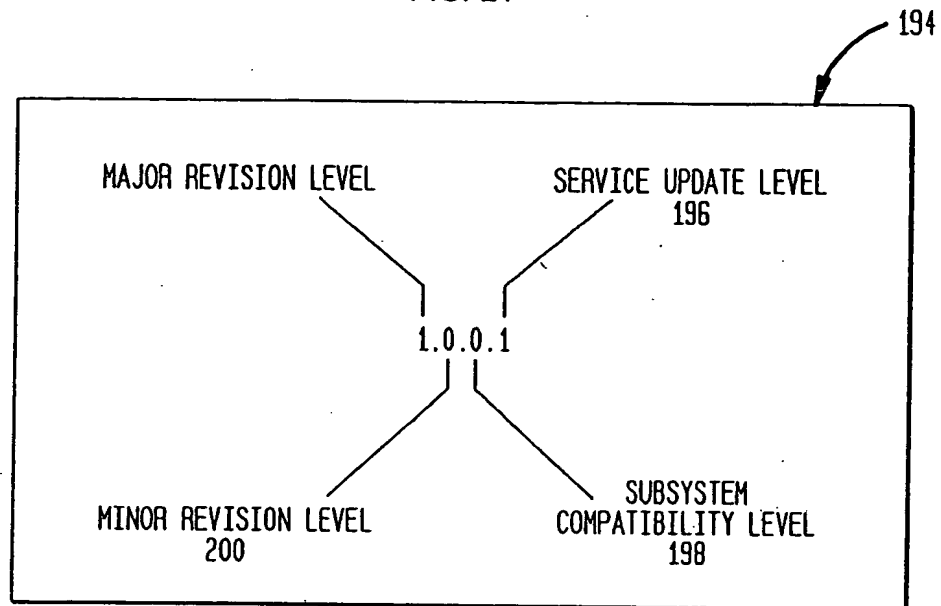 194
MAJOR REVISION LEVEL
SERVICE UPDATE LEVEL
196
1.0.0.1
MINOR REVISION LEVEL
200
SUBSYSTEM
COMPATIBILITY LEVEL
198